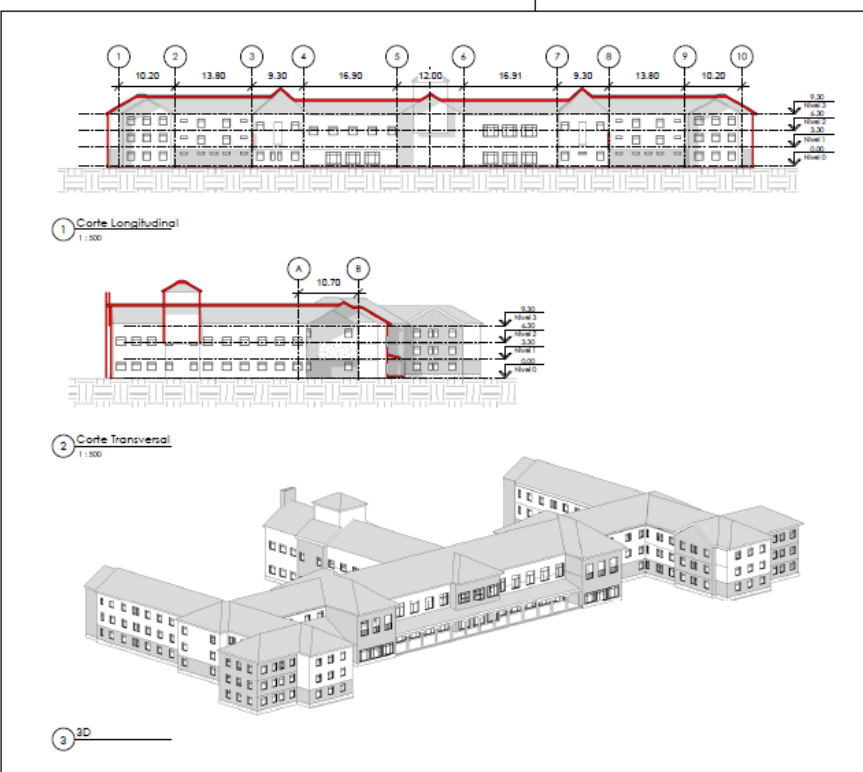 1 2 3 4 5 6 7 8 9 10
10.20 13.80 9.30 16.90 12.00 16.91 9.30 13.80 10.20
9.30
Nivel 3
6.30
Nivel 2
3.30
Nivel 1
0.00
Nivel 0
1 Corte Longitudinal
1 : 500
A B
10.70
9.30
Nivel 3
6.30
Nivel 2
3.30
Nivel 1
0.00
Nivel 0
2 Corte Transversal
1 : 500
3 3D